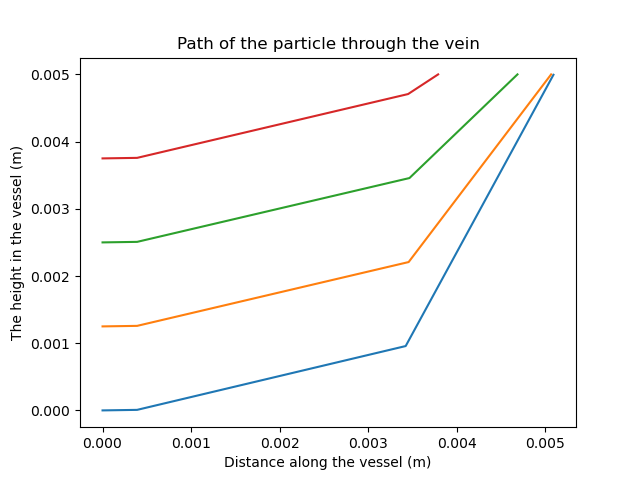 Path of the particle through the vein
The height in the vessel (m)
0.005
0.004
0.003
0.002
0.001
0.000
0.000 0.001 0.002 0.003 0.004 0.005
Distance along the vessel (m)